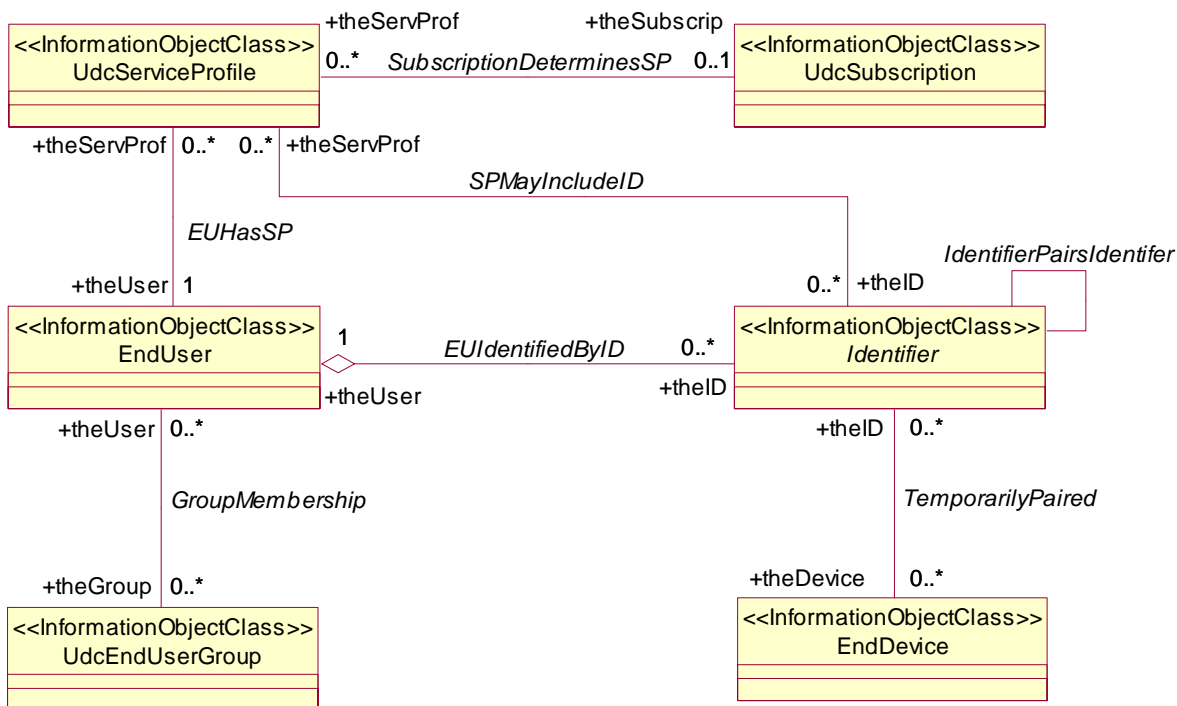 +theServProf
+theSubscrip
<<InformationObjectClass>>
UdcServiceProfile
0..*
SubscriptionDeterminesSP
0..1
<<InformationObjectClass>>
UdcSubscription
+theServProf
0..*
0..*
+theServProf
SPMayIncludeID
EUHasSP
IdentifierPairsIdentifer
+theUser
1
0..*
+theID
<<InformationObjectClass>>
EndUser
1
EUIdentifiedByID
0..*
<<InformationObjectClass>>
Identifier
+theUser
+theID
+theUser
0..*
+theID
0..*
GroupMembership
TemporarilyPaired
+theGroup
0..*
+theDevice
0..*
<<InformationObjectClass>>
UdcEndUserGroup
<<InformationObjectClass>>
EndDevice